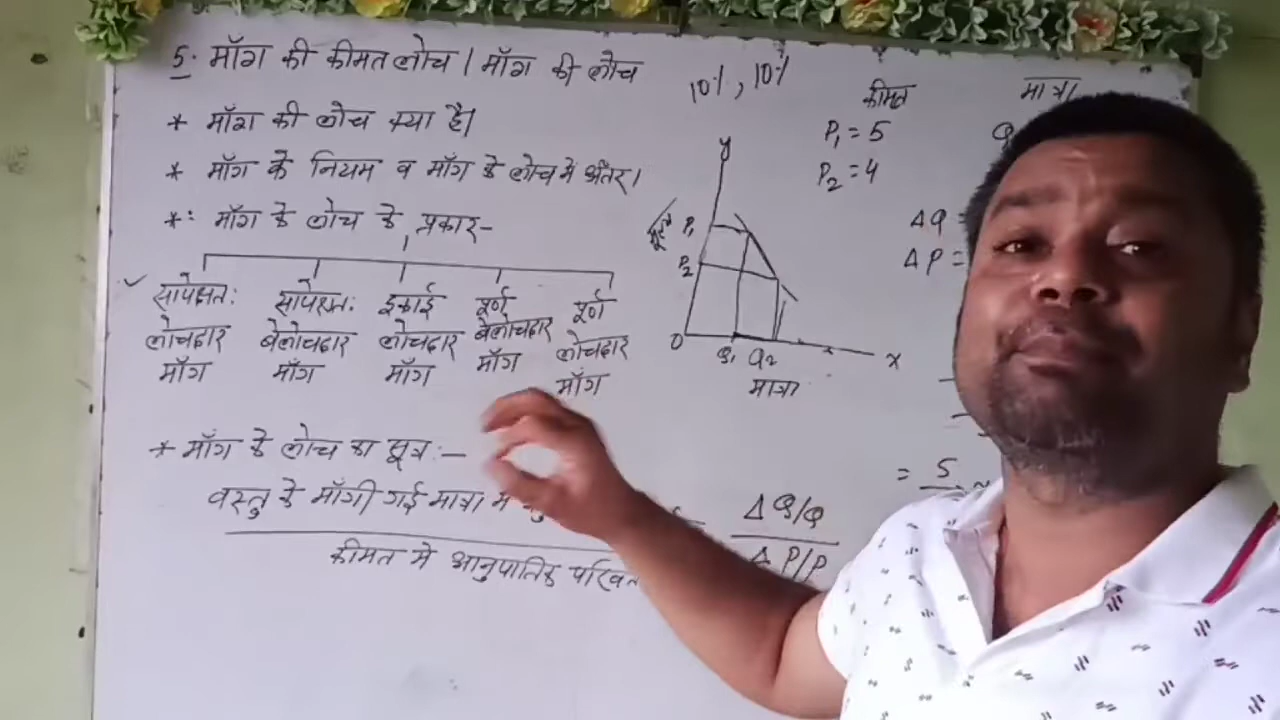 5. माँग की कीमत लोच / माँग की लोच
* माँग की लोच क्या है।
* माँग के नियम व माँग के लोच में अंतर।
* माँग के लोच के प्रकार-
सापेक्षतः लोचदार माँग
सापेक्षतः बेलोचदार माँग
इकाई लोचदार माँग
पूर्ण बेलोचदार माँग
पूर्ण लोचदार माँग
* माँग के लोच का सूत्र:-
वस्तु के माँगी गई मात्रा में
कीमत में आनुपातिक
ΔQ/Q
ΔP/P
10%, 10%
y
P1
P2
0
Q1 Q2
x
मात्रा
कीमत मात्रा
P1 = 5
P2 = 4
ΔQ =
ΔP =
= 5